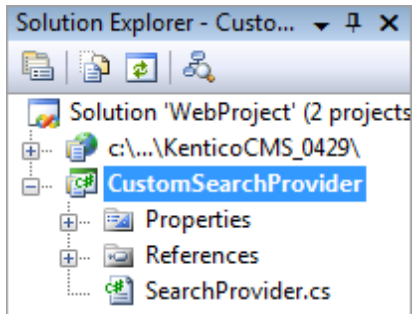 Solution Explorer - Custo...
Solution 'WebProject' (2 projects
c:\...\KenticoCMS_0429\
CustomSearchProvider
Properties
References
SearchProvider.cs